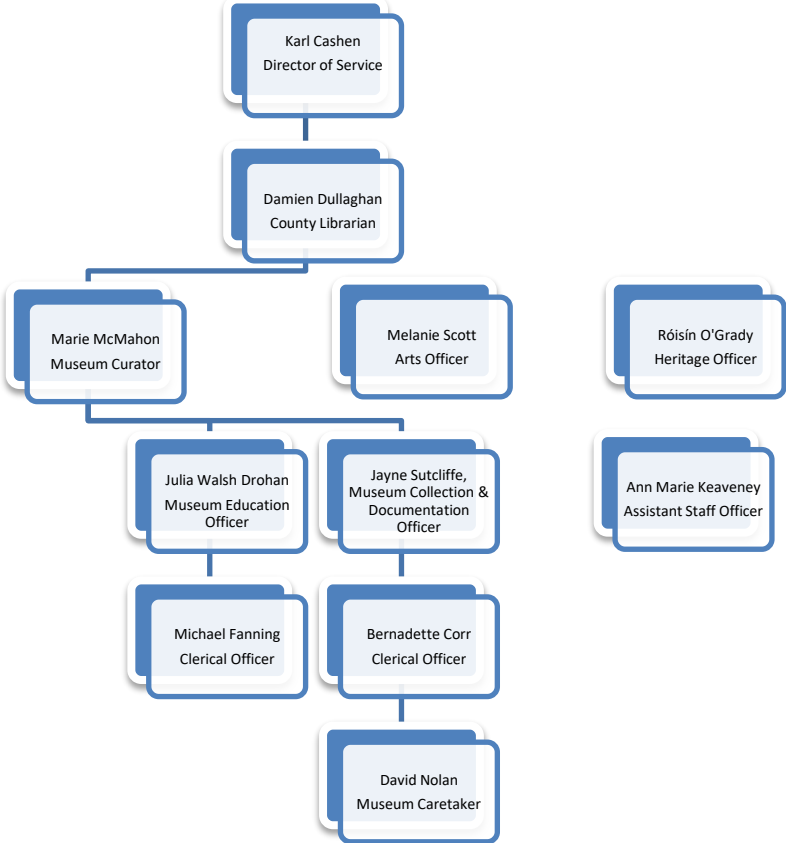 Karl Cashen
Director of Service
Damien Dullaghan
County Librarian
Marie McMahon
Museum Curator
Melanie Scott
Arts Officer
Róisín O'Grady
Heritage Officer
Julia Walsh Drohan
Museum Education
Officer
Jayne Sutcliffe,
Museum Collection &
Documentation
Officer
Ann Marie Keaveney
Assistant Staff Officer
Michael Fanning
Clerical Officer
Bernadette Corr
Clerical Officer
David Nolan
Museum Caretaker